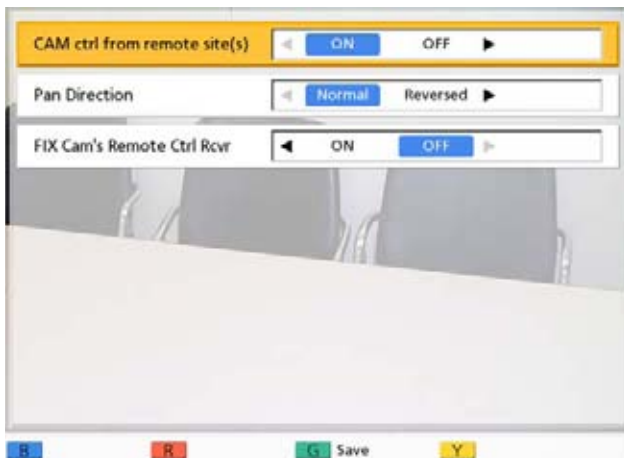 CAM ctrl from remote site(s) ON OFF
Pan Direction Normal Reversed
FIX Cam's Remote Ctrl Rcvr ON OFF
B R G Save Y